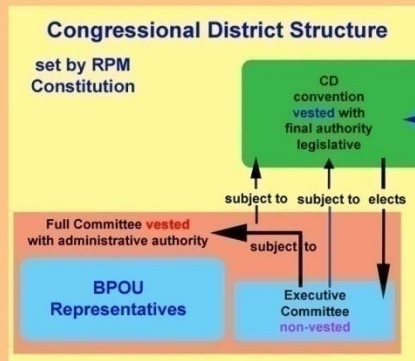 Congressional District Structure
set by RPM
Constitution
CD
convention
vested with
final authority
legislative
subject to
subject to
elects
Full Committee vested
with administrative authority
subject to
BPOU
Representatives
Executive
Committee
non-vested